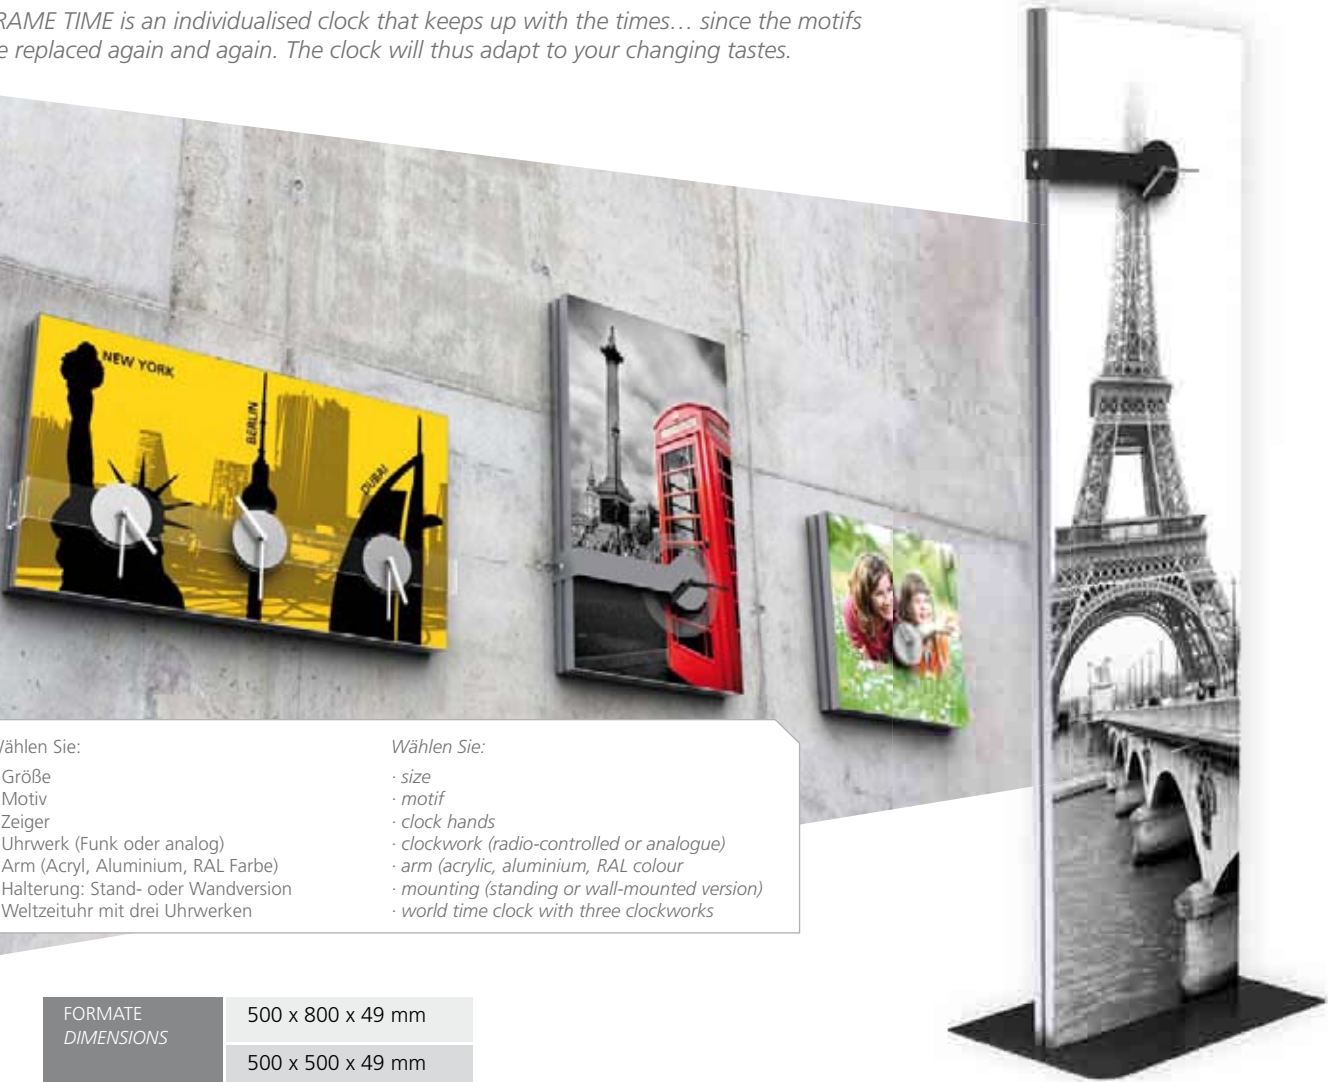 RAME TIME is an individualised clock that keeps up with the times… since the motifs
e replaced again and again. The clock will thus adapt to your changing tastes.
NEW YORK
BERLIN
DUBAI
Wählen Sie:
Größe
Motiv
Zeiger
Uhrwerk (Funk oder analog)
Arm (Acryl, Aluminium, RAL Farbe)
Halterung: Stand- oder Wandversion
Weltzeituhr mit drei Uhrwerken
Wählen Sie:
· size
· motif
· clock hands
· clockwork (radio-controlled or analogue)
· arm (acrylic, aluminium, RAL colour
· mounting (standing or wall-mounted version)
· world time clock with three clockworks
FORMATE
DIMENSIONS
500 x 800 x 49 mm
500 x 500 x 49 mm